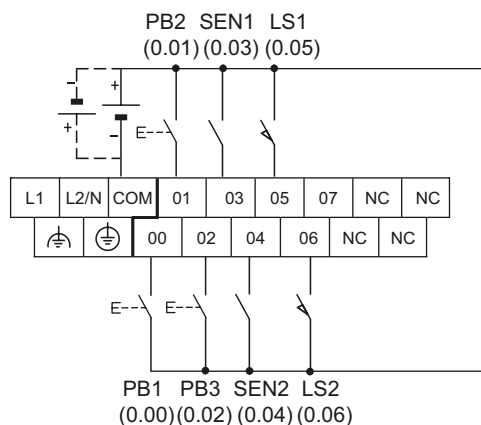 PB2 SEN1 LS1
(0.01) (0.03) (0.05)
- +
+ -
L1 L2/N COM 01 03 05 07 NC NC
00 02 04 06 NC NC
PB1 PB3 SEN2 LS2
(0.00) (0.02) (0.04) (0.06)